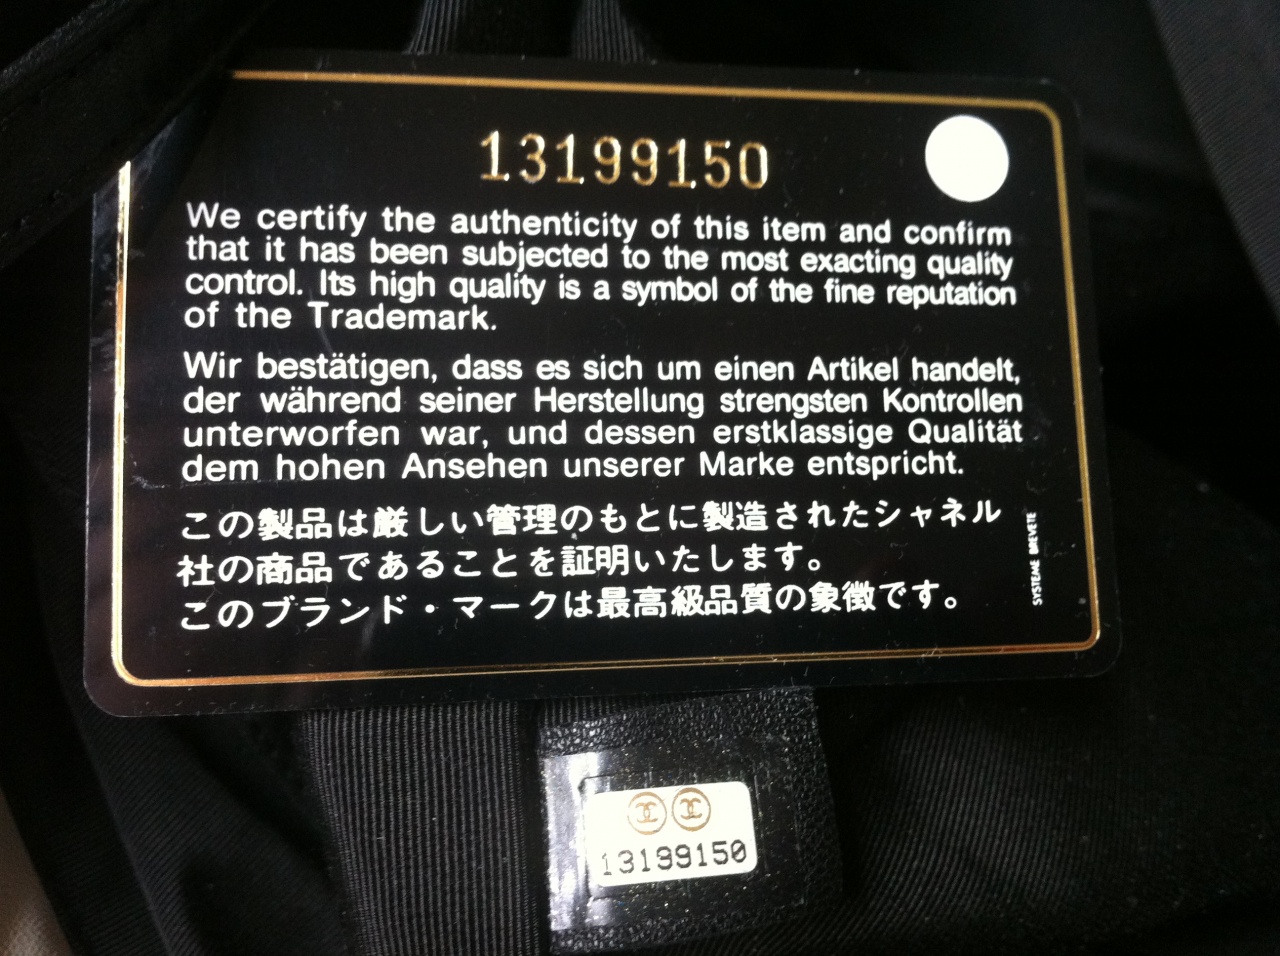 13199150
We certify the authenticity of this item and confirm
that it has been subjected to the most exacting quality
control. Its high quality is a symbol of the fine reputation
of the Trademark.
Wir bestätigen, dass es sich um einen Artikel handelt,
der während seiner Herstellung strengsten Kontrollen
unterworfen war, und dessen erstklassige Qualität
dem hohen Ansehen unserer Marke entspricht.
この製品は厳しい管理のもとに製造されたシャネル
社の商品であることを証明いたします。
このブランド・マークは最高級品質の象徴です。
SYSTEME BREVETE
13199150